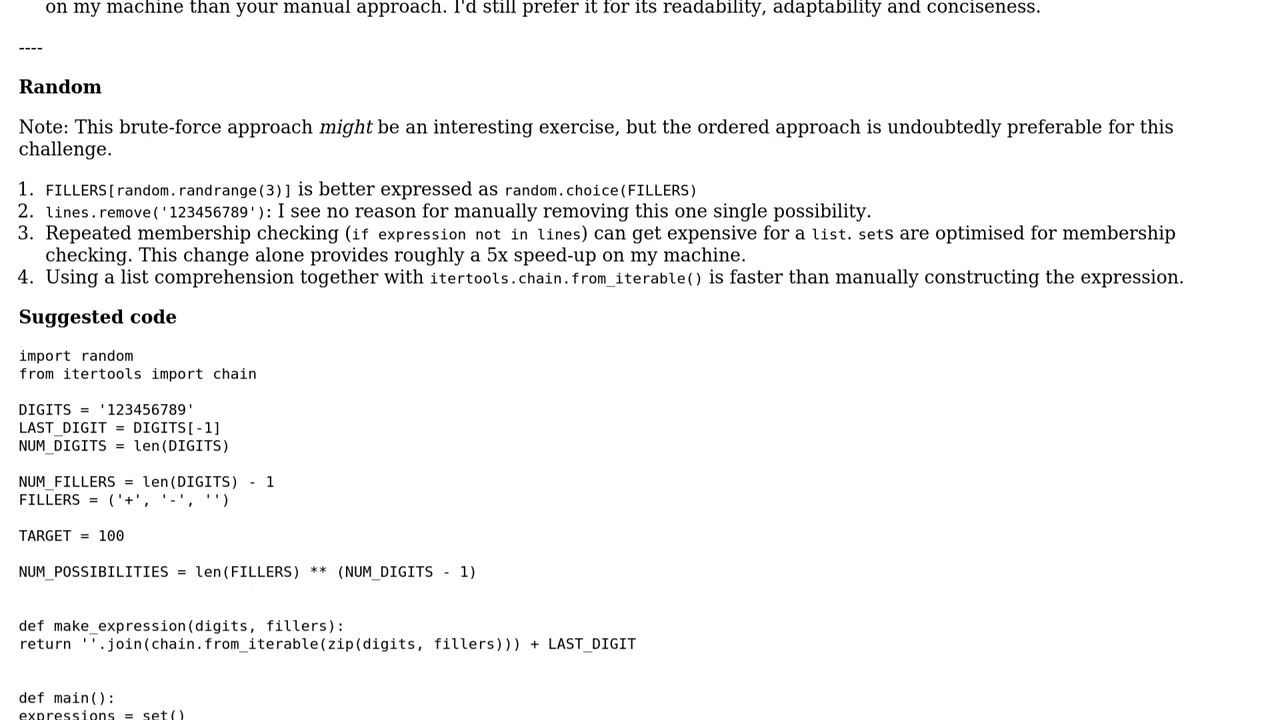 on my machine than your manual approach. I'd still prefer it for its readability, adaptability and conciseness.
----
Random
Note: This brute-force approach might be an interesting exercise, but the ordered approach is undoubtedly preferable for this
challenge.
1. FILLERS[random.randrange(3)] is better expressed as random.choice(FILLERS)
2. lines.remove('123456789'): I see no reason for manually removing this one single possibility.
3. Repeated membership checking (if expression not in lines) can get expensive for a list. sets are optimised for membership
checking. This change alone provides roughly a 5x speed-up on my machine.
4. Using a list comprehension together with itertools.chain.from_iterable() is faster than manually constructing the expression.
Suggested code
import random
from itertools import chain
DIGITS = '123456789'
LAST_DIGIT = DIGITS[-1]
NUM_DIGITS = len(DIGITS)
NUM_FILLERS = len(DIGITS) - 1
FILLERS = ('+', '-', '')
TARGET = 100
NUM_POSSIBILITIES = len(FILLERS) ** (NUM_DIGITS - 1)
def make_expression(digits, fillers):
return ''.join(chain.from_iterable(zip(digits, fillers))) + LAST_DIGIT
def main():
expressions = set()